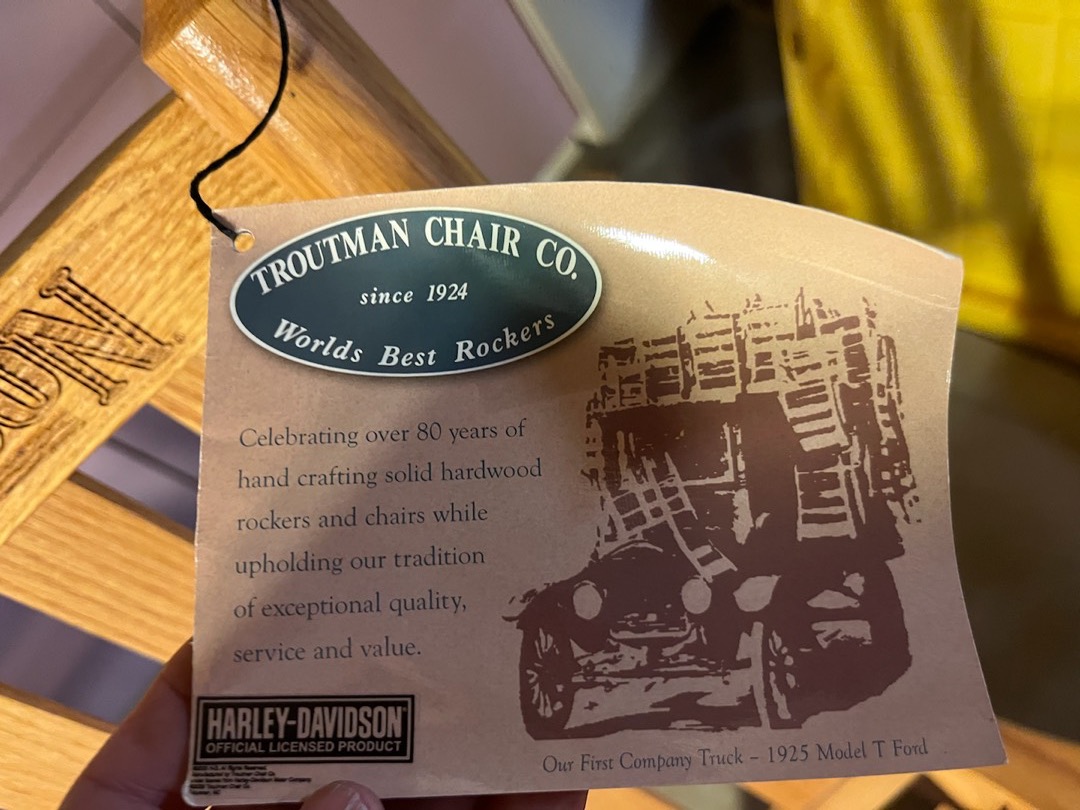 TROUTMAN CHAIR CO.
since 1924
Worlds Best Rockers
Celebrating over 80 years of
hand crafting solid hardwood
rockers and chairs while
upholding our tradition
of exceptional quality,
service and value.
HARLEY-DAVIDSON
OFFICIAL LICENSED PRODUCT
Our First Company Truck – 1925 Model T Ford
ON